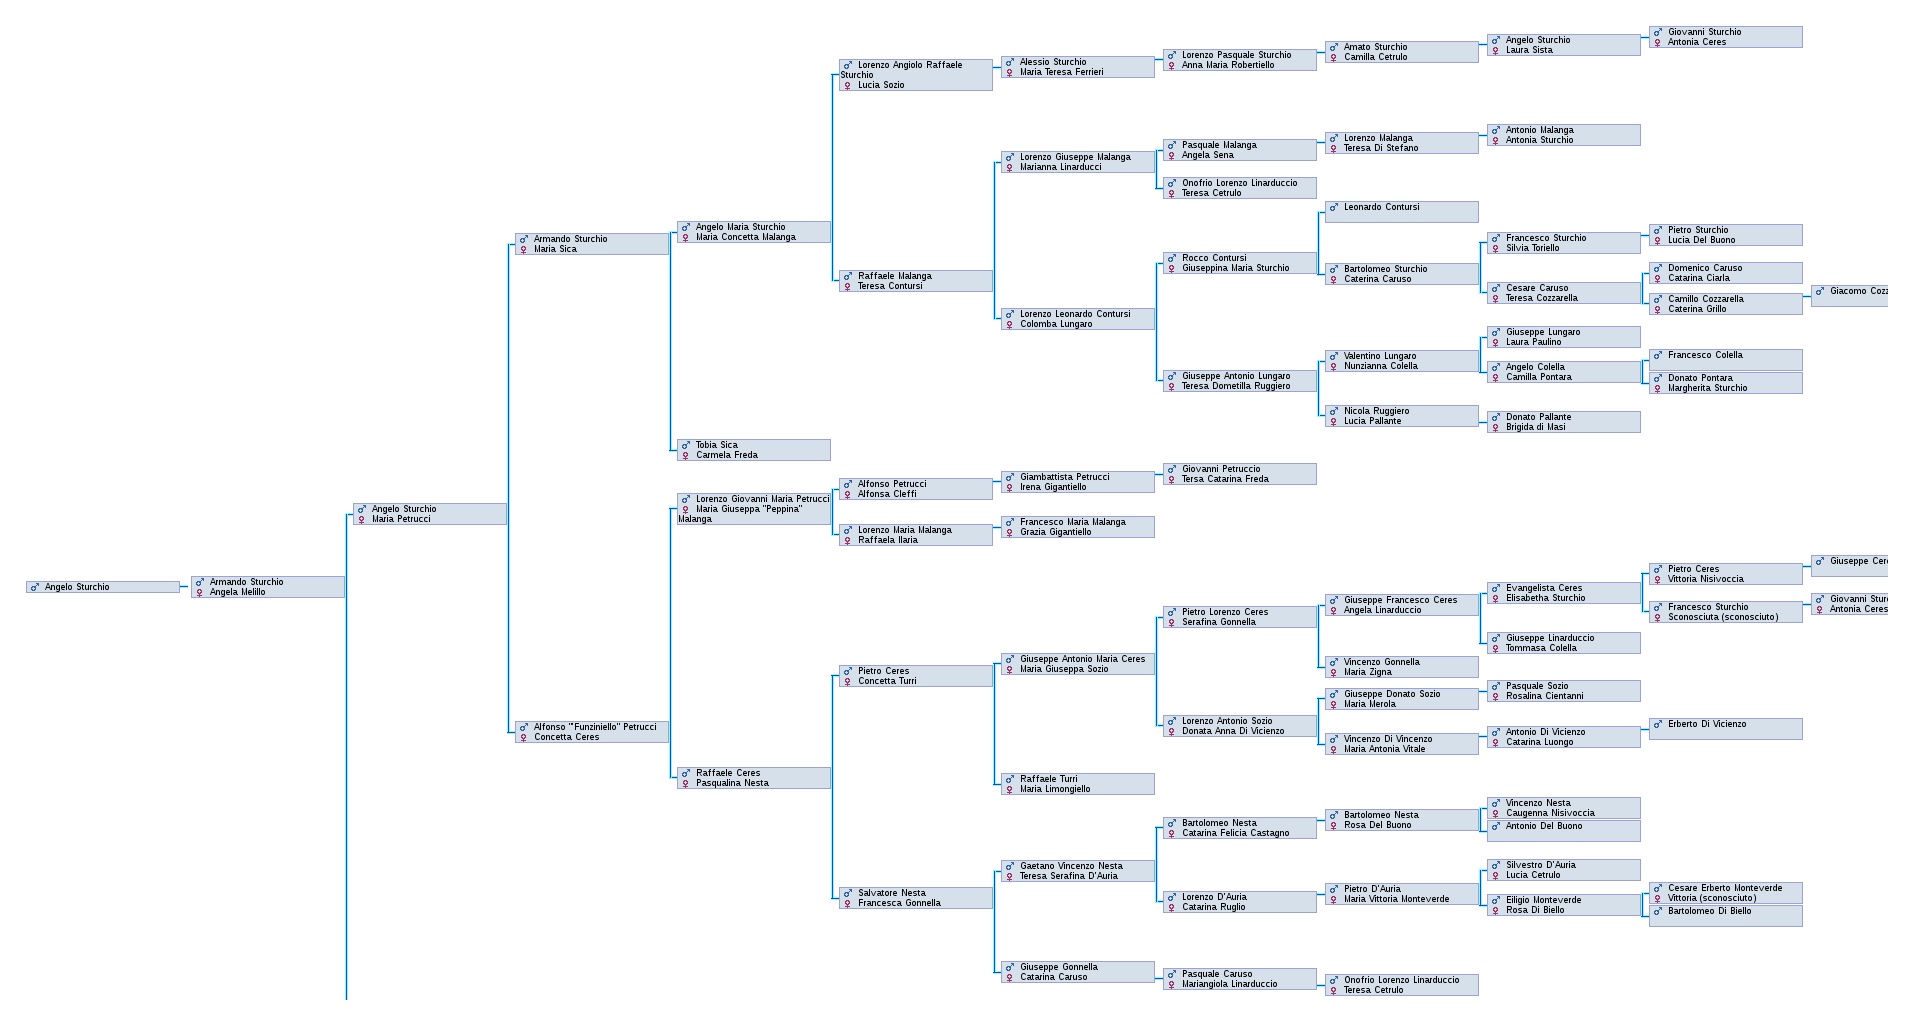 Angelo Sturchio
Armando Sturchio
Angela Melillo
Angelo Sturchio
Maria Petrucci
Armando Sturchio
Maria Sica
Alfonso '"Funziniello" Petrucci
Concetta Ceres
Angelo Maria Sturchio
Maria Concetta Malanga
Tobia Sica
Carmela Freda
Lorenzo Giovanni Maria Petrucci
Maria Giuseppa "Peppina"
Malanga
Raffaele Ceres
Pasqualina Nesta
Lorenzo Angiolo Raffaele
Sturchio
Lucia Sozio
Raffaele Malanga
Teresa Contursi
Alfonso Petrucci
Alfonsa Cleffi
Lorenzo Maria Malanga
Raffaela Ilaria
Pietro Ceres
Concetta Turri
Salvatore Nesta
Francesca Gonnella
Alessio Sturchio
Maria Teresa Ferrieri
Lorenzo Giuseppe Malanga
Marianna Linarducci
Lorenzo Leonardo Contursi
Colomba Lungaro
Giambattista Petrucci
Irena Gigantiello
Francesco Maria Malanga
Grazia Gigantiello
Giuseppe Antonio Maria Ceres
Maria Giuseppa Sozio
Raffaele Turri
Maria Limongiello
Gaetano Vincenzo Nesta
Teresa Serafina D'Auria
Giuseppe Gonnella
Catarina Caruso
Lorenzo Pasquale Sturchio
Anna Maria Robertiello
Pasquale Malanga
Angela Sena
Onofrio Lorenzo Linarduccio
Teresa Cetrulo
Rocco Contursi
Giuseppina Maria Sturchio
Giuseppe Antonio Lungaro
Teresa Dometilla Ruggiero
Giovanni Petruccio
Tersa Catarina Freda
Pietro Lorenzo Ceres
Serafina Gonnella
Lorenzo Antonio Sozio
Donata Anna Di Vicienzo
Bartolomeo Nesta
Catarina Felicia Castagno
Lorenzo D'Auria
Catarina Ruglio
Pasquale Caruso
Mariangiola Linarduccio
Amato Sturchio
Camilla Cetrulo
Lorenzo Malanga
Teresa Di Stefano
Leonardo Contursi
Bartolomeo Sturchio
Caterina Caruso
Valentino Lungaro
Nunzianna Colella
Nicola Ruggiero
Lucia Pallante
Giuseppe Francesco Ceres
Angela Linarduccio
Vincenzo Gonnella
Maria Zigna
Giuseppe Donato Sozio
Maria Merola
Vincenzo Di Vincenzo
Maria Antonia Vitale
Bartolomeo Nesta
Rosa Del Buono
Pietro D'Auria
Maria Vittoria Monteverde
Onofrio Lorenzo Linarduccio
Teresa Cetrulo
Angelo Sturchio
Laura Sista
Antonio Malanga
Antonia Sturchio
Francesco Sturchio
Silvia Toriello
Cesare Caruso
Teresa Cozzarella
Giuseppe Lungaro
Laura Paulino
Angelo Colella
Camilla Pontara
Donato Pallante
Brigida di Masi
Evangelista Ceres
Elisabetha Sturchio
Giuseppe Linarduccio
Tommasa Colella
Pasquale Sozio
Rosalina Cientanni
Antonio Di Vicienzo
Catarina Luongo
Vincenzo Nesta
Caugenna Nisivoccia
Antonio Del Buono
Silvestro D'Auria
Lucia Cetrulo
Eiligio Monteverde
Rosa Di Biello
Giovanni Sturchio
Antonia Ceres
Pietro Sturchio
Lucia Del Buono
Domenico Caruso
Catarina Ciarla
Camillo Cozzarella
Caterina Grillo
Francesco Colella
Donato Pontara
Margherita Sturchio
Pietro Ceres
Vittoria Nisivoccia
Francesco Sturchio
Sconosciuta (sconosciuto)
Erberto Di Vicienzo
Cesare Erberto Monteverde
Vittoria (sconosciuto)
Bartolomeo Di Biello
Giacomo Cozz
Giuseppe Cer
Giovanni Stur
Antonia Ceres